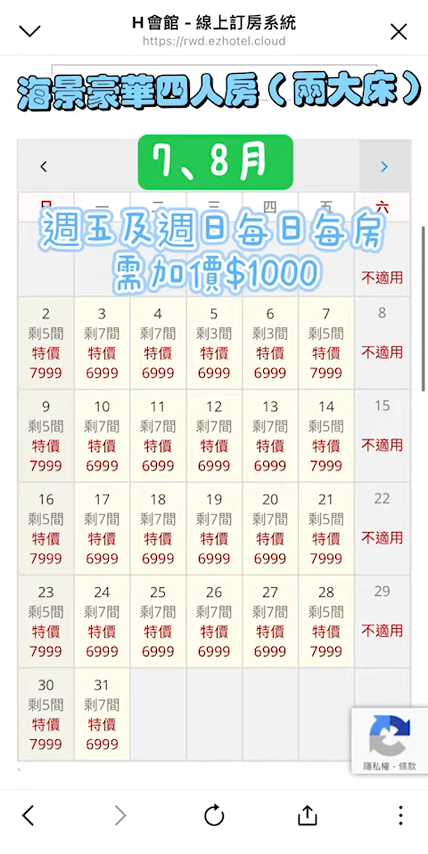 H會館 - 線上訂房系統
https://rwd.ezhotel.cloud
海景豪華四人房（兩大床）
7、8月
日 一 二 三 四 五 六
週五及週日每日每房
需加價$1000
不適用
2 3 4 5 6 7 8
剩5間 剩7間 剩7間 剩3間 剩3間 剩5間
特價 特價 特價 特價 特價 特價 不適用
7999 6999 6999 6999 6999 7999
9 10 11 12 13 14 15
剩5間 剩7間 剩7間 剩7間 剩7間 剩5間
特價 特價 特價 特價 特價 特價 不適用
7999 6999 6999 6999 6999 7999
16 17 18 19 20 21 22
剩5間 剩7間 剩7間 剩7間 剩7間 剩5間
特價 特價 特價 特價 特價 特價 不適用
7999 6999 6999 6999 6999 7999
23 24 25 26 27 28 29
剩5間 剩7間 剩7間 剩7間 剩7間 剩5間
特價 特價 特價 特價 特價 特價 不適用
7999 6999 6999 6999 6999 7999
30 31
剩5間 剩7間
特價 特價
7999 6999
隱私權 - 條款